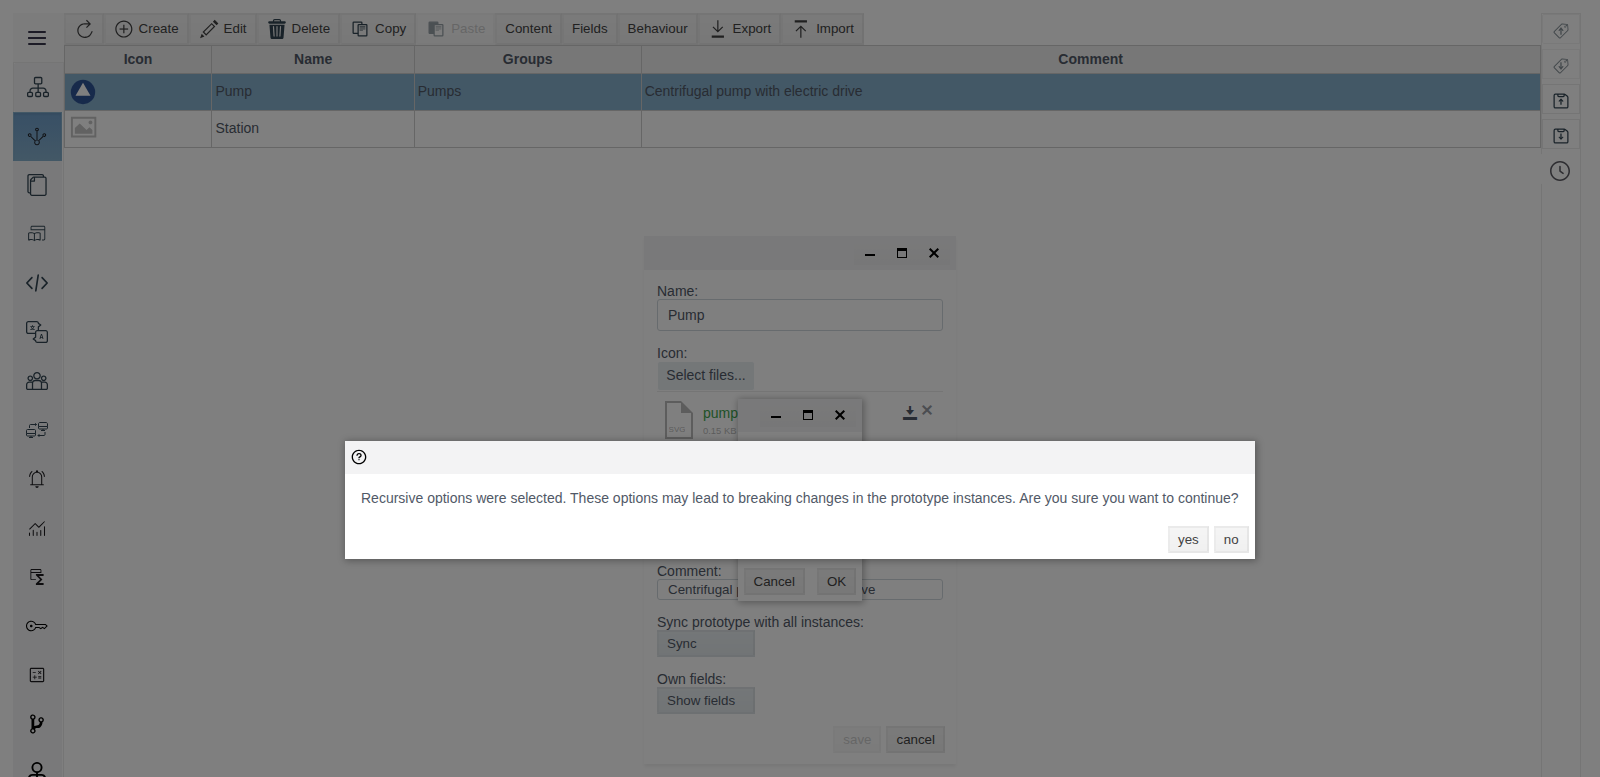 Create Edit Delete Copy Paste Content Fields Behaviour Export Import
Icon Name Groups Comment
Pump Pumps Centrifugal pump with electric drive
Station
Name:
Pump
Icon:
Select files...
SVG
pump
0.15 KB
Recursive options were selected. These options may lead to breaking changes in the prototype instances. Are you sure you want to continue?
yes no
Comment:
Centrifugal
ve
Cancel OK
Sync prototype with all instances:
Sync
Own fields:
Show fields
save cancel